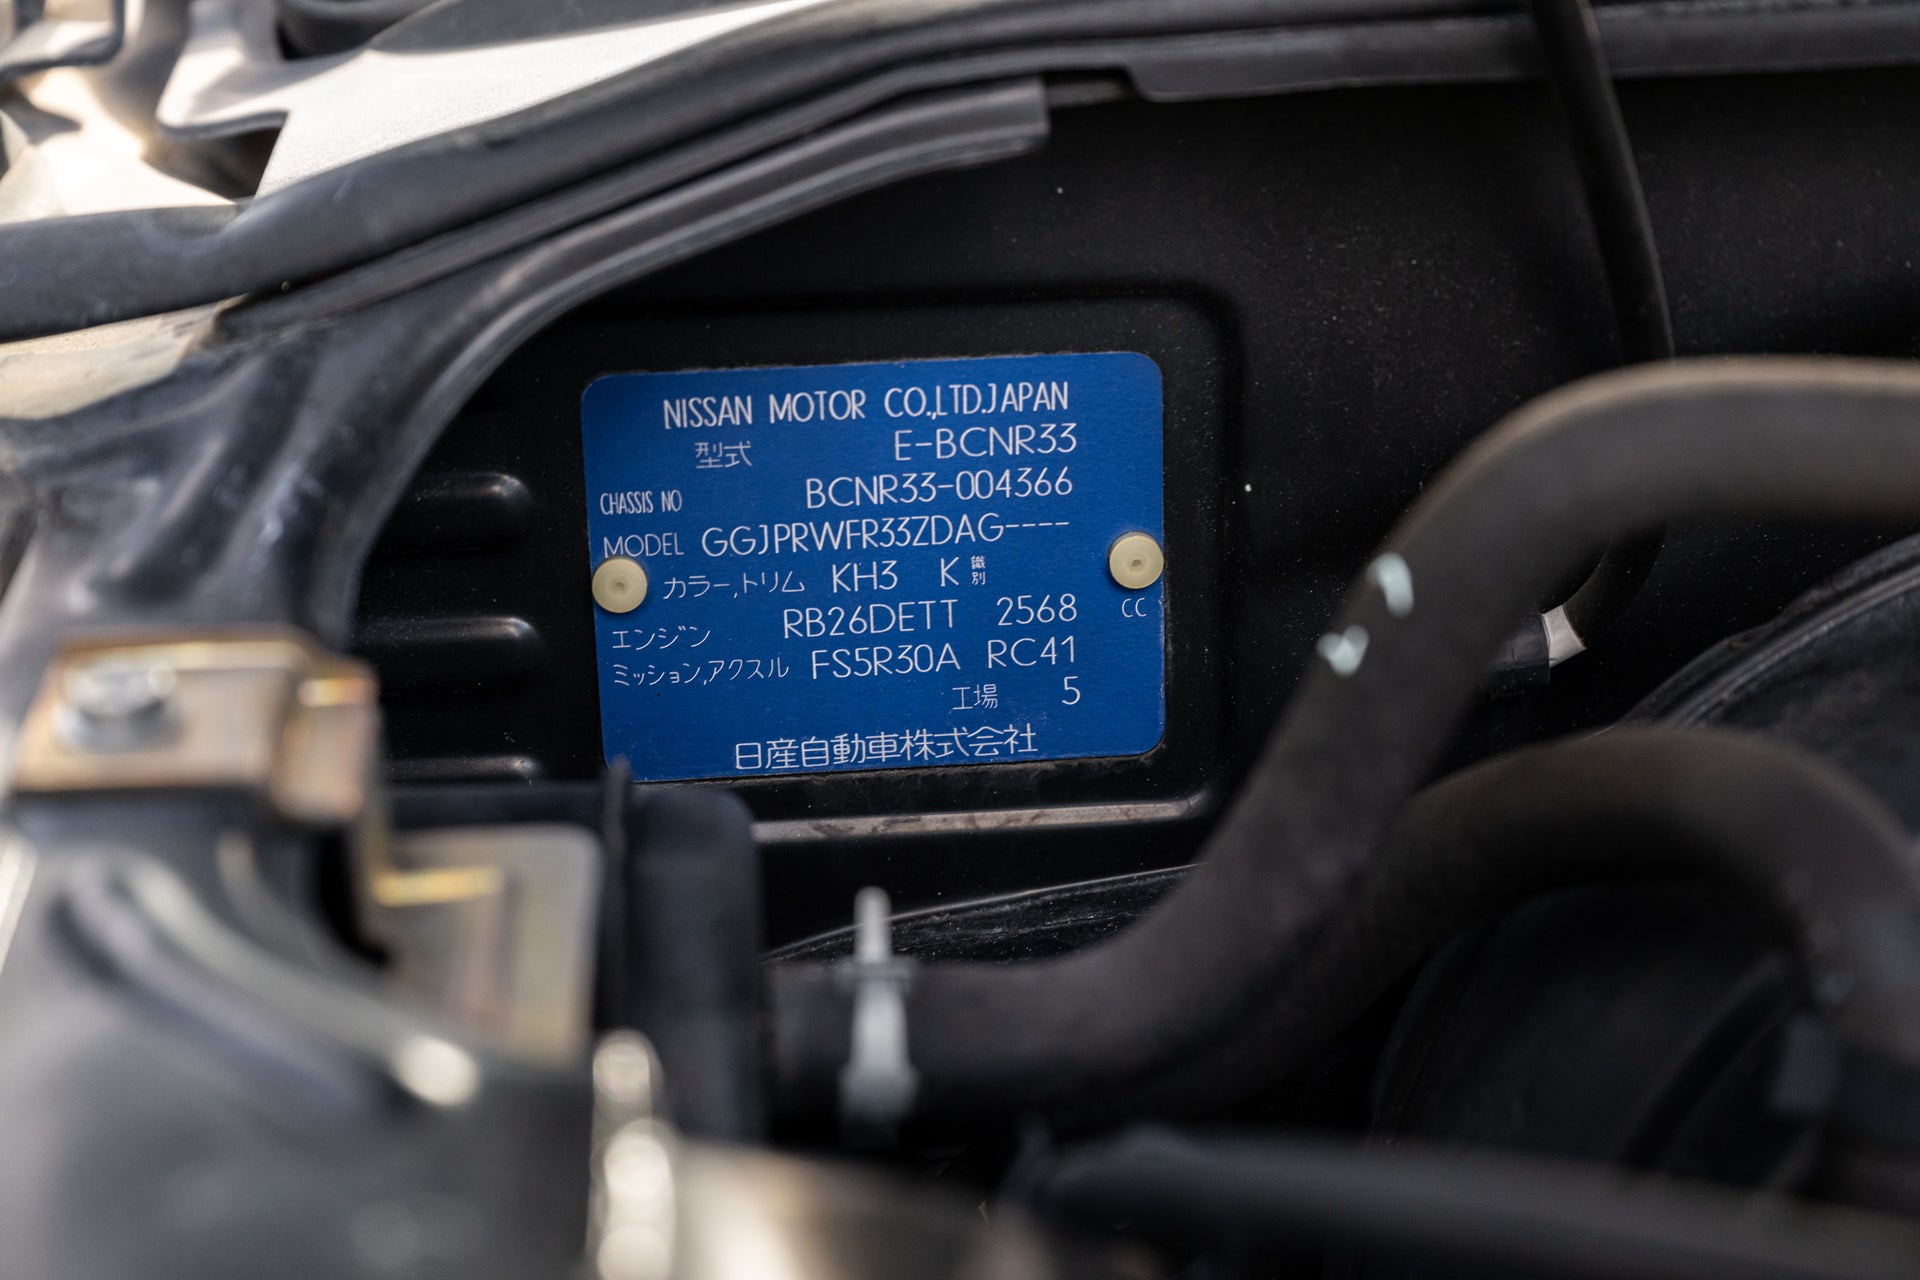 NISSAN MOTOR CO.,LTD.JAPAN
型式 E-BCNR33
CHASSIS NO BCNR33-004366
MODEL GGJPRWFR33ZDAG----
カラー,トリム KH3 K 識別
エンジン RB26DETT 2568 CC
ミッション,アクスル FS5R30A RC41
工場 5
日産自動車株式会社